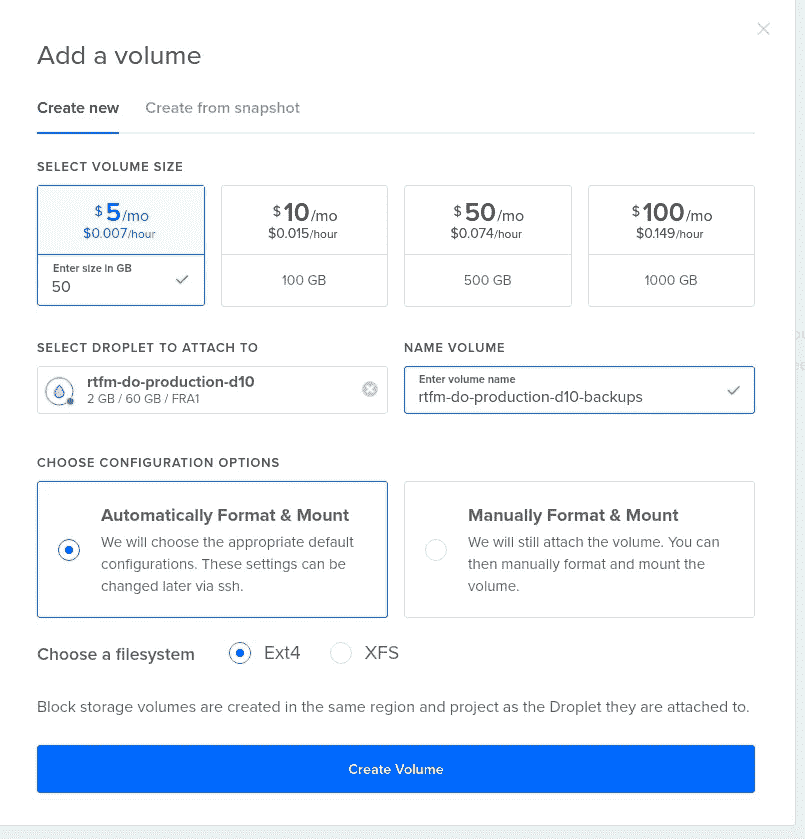 Add a volume
Create new
Create from snapshot
SELECT VOLUME SIZE
$5/mo
$0.007/hour
Enter size in GB
50
$10/mo
$0.015/hour
100 GB
$50/mo
$0.074/hour
500 GB
$100/mo
$0.149/hour
1000 GB
SELECT DROPLET TO ATTACH TO
rtfm-do-production-d10
2 GB / 60 GB / FRA1
NAME VOLUME
Enter volume name
rtfm-do-production-d10-backups
CHOOSE CONFIGURATION OPTIONS
Automatically Format & Mount
We will choose the appropriate default
configurations. These settings can be
changed later via ssh.
Manually Format & Mount
We will still attach the volume. You can
then manually format and mount the
volume.
Choose a filesystem
Ext4
XFS
Block storage volumes are created in the same region and project as the Droplet they are attached to.
Create Volume